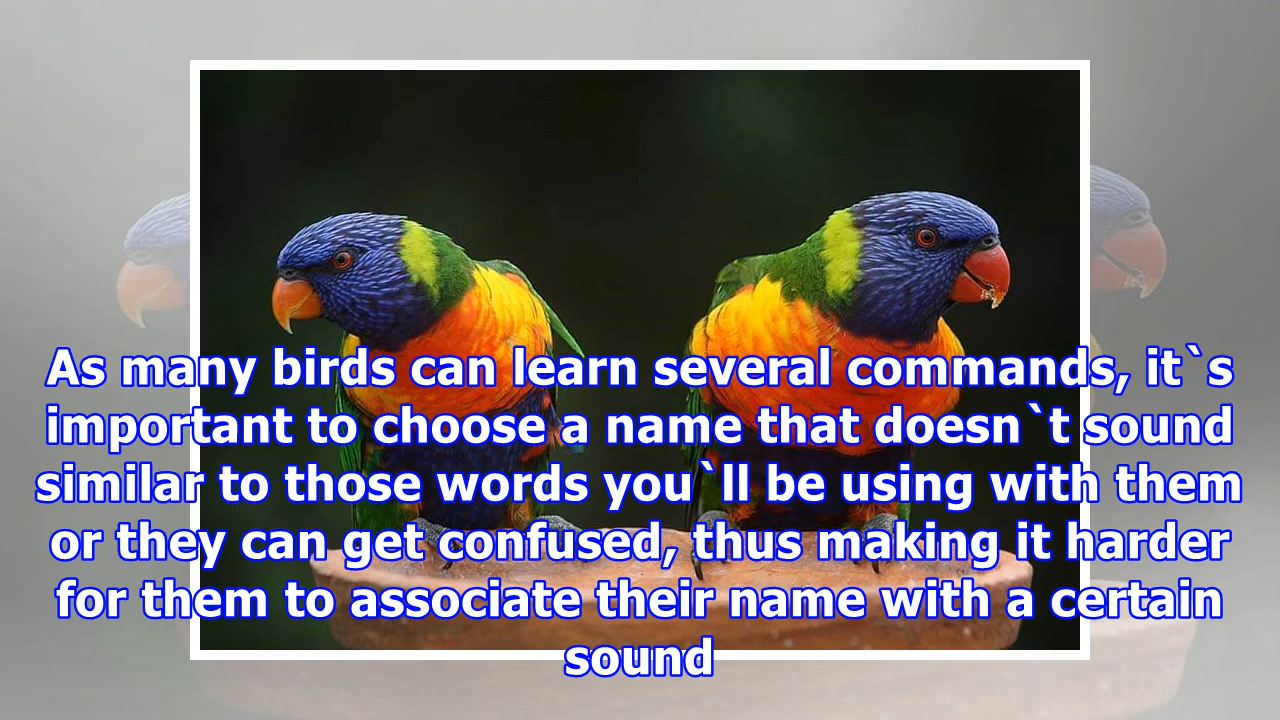 As many birds can learn several commands, it`s
important to choose a name that doesn`t sound
similar to those words you`ll be using with them
or they can get confused, thus making it harder
for them to associate their name with a certain
sound